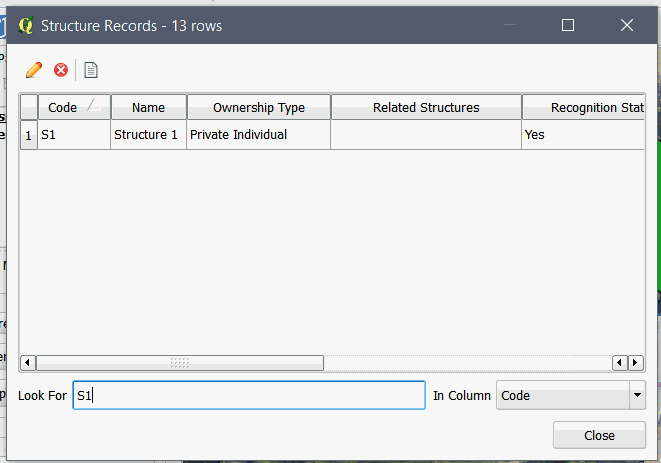 Structure Records - 13 rows
Code Name Ownership Type Related Structures Recognition Stat
1 S1 Structure 1 Private Individual Yes
Look For S1 In Column Code
Close